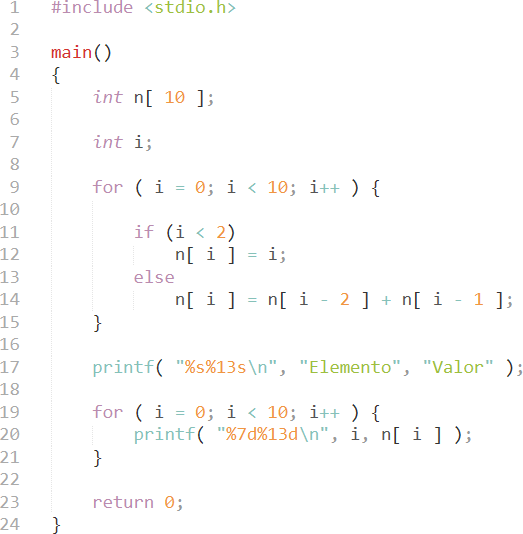 1 #include <stdio.h>
2
3 main()
4 {
5     int n[ 10 ];
6
7     int i;
8
9     for ( i = 0; i < 10; i++ ) {
10
11         if (i < 2)
12             n[ i ] = i;
13         else
14             n[ i ] = n[ i - 2 ] + n[ i - 1 ];
15     }
16
17     printf( "%s%13s\n", "Elemento", "Valor" );
18
19     for ( i = 0; i < 10; i++ ) {
20         printf( "%7d%13d\n", i, n[ i ] );
21     }
22
23     return 0;
24 }